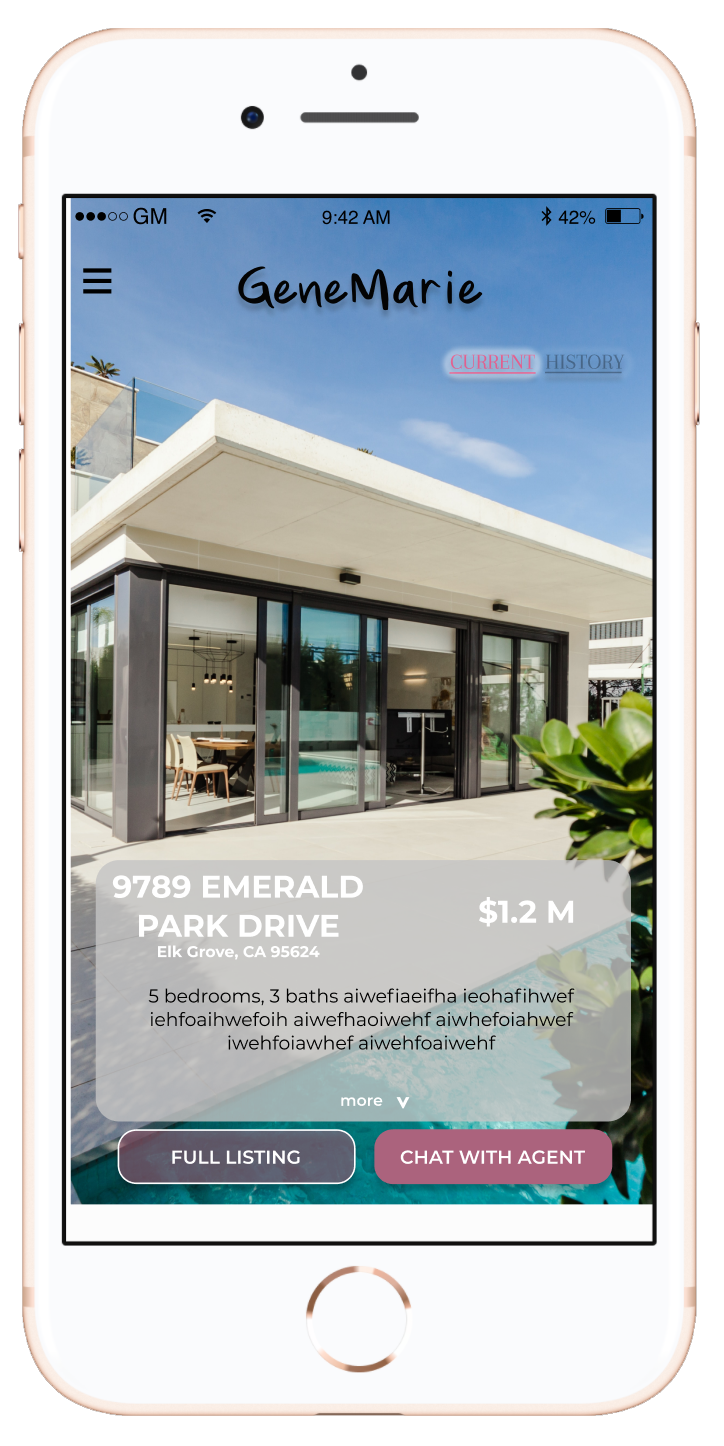 ●●●○○ GM 9:42 AM 42%
GeneMarie
CURRENT HISTORY
9789 EMERALD
PARK DRIVE
$1.2 M
Elk Grove, CA 95624
5 bedrooms, 3 baths aiwefiaeifha ieohafihwef
iehfoaihwefoih aiwefhaoiwehf aiwhefoiahwef
iwehfoiawhef aiwehfoaiwehf
more v
FULL LISTING
CHAT WITH AGENT